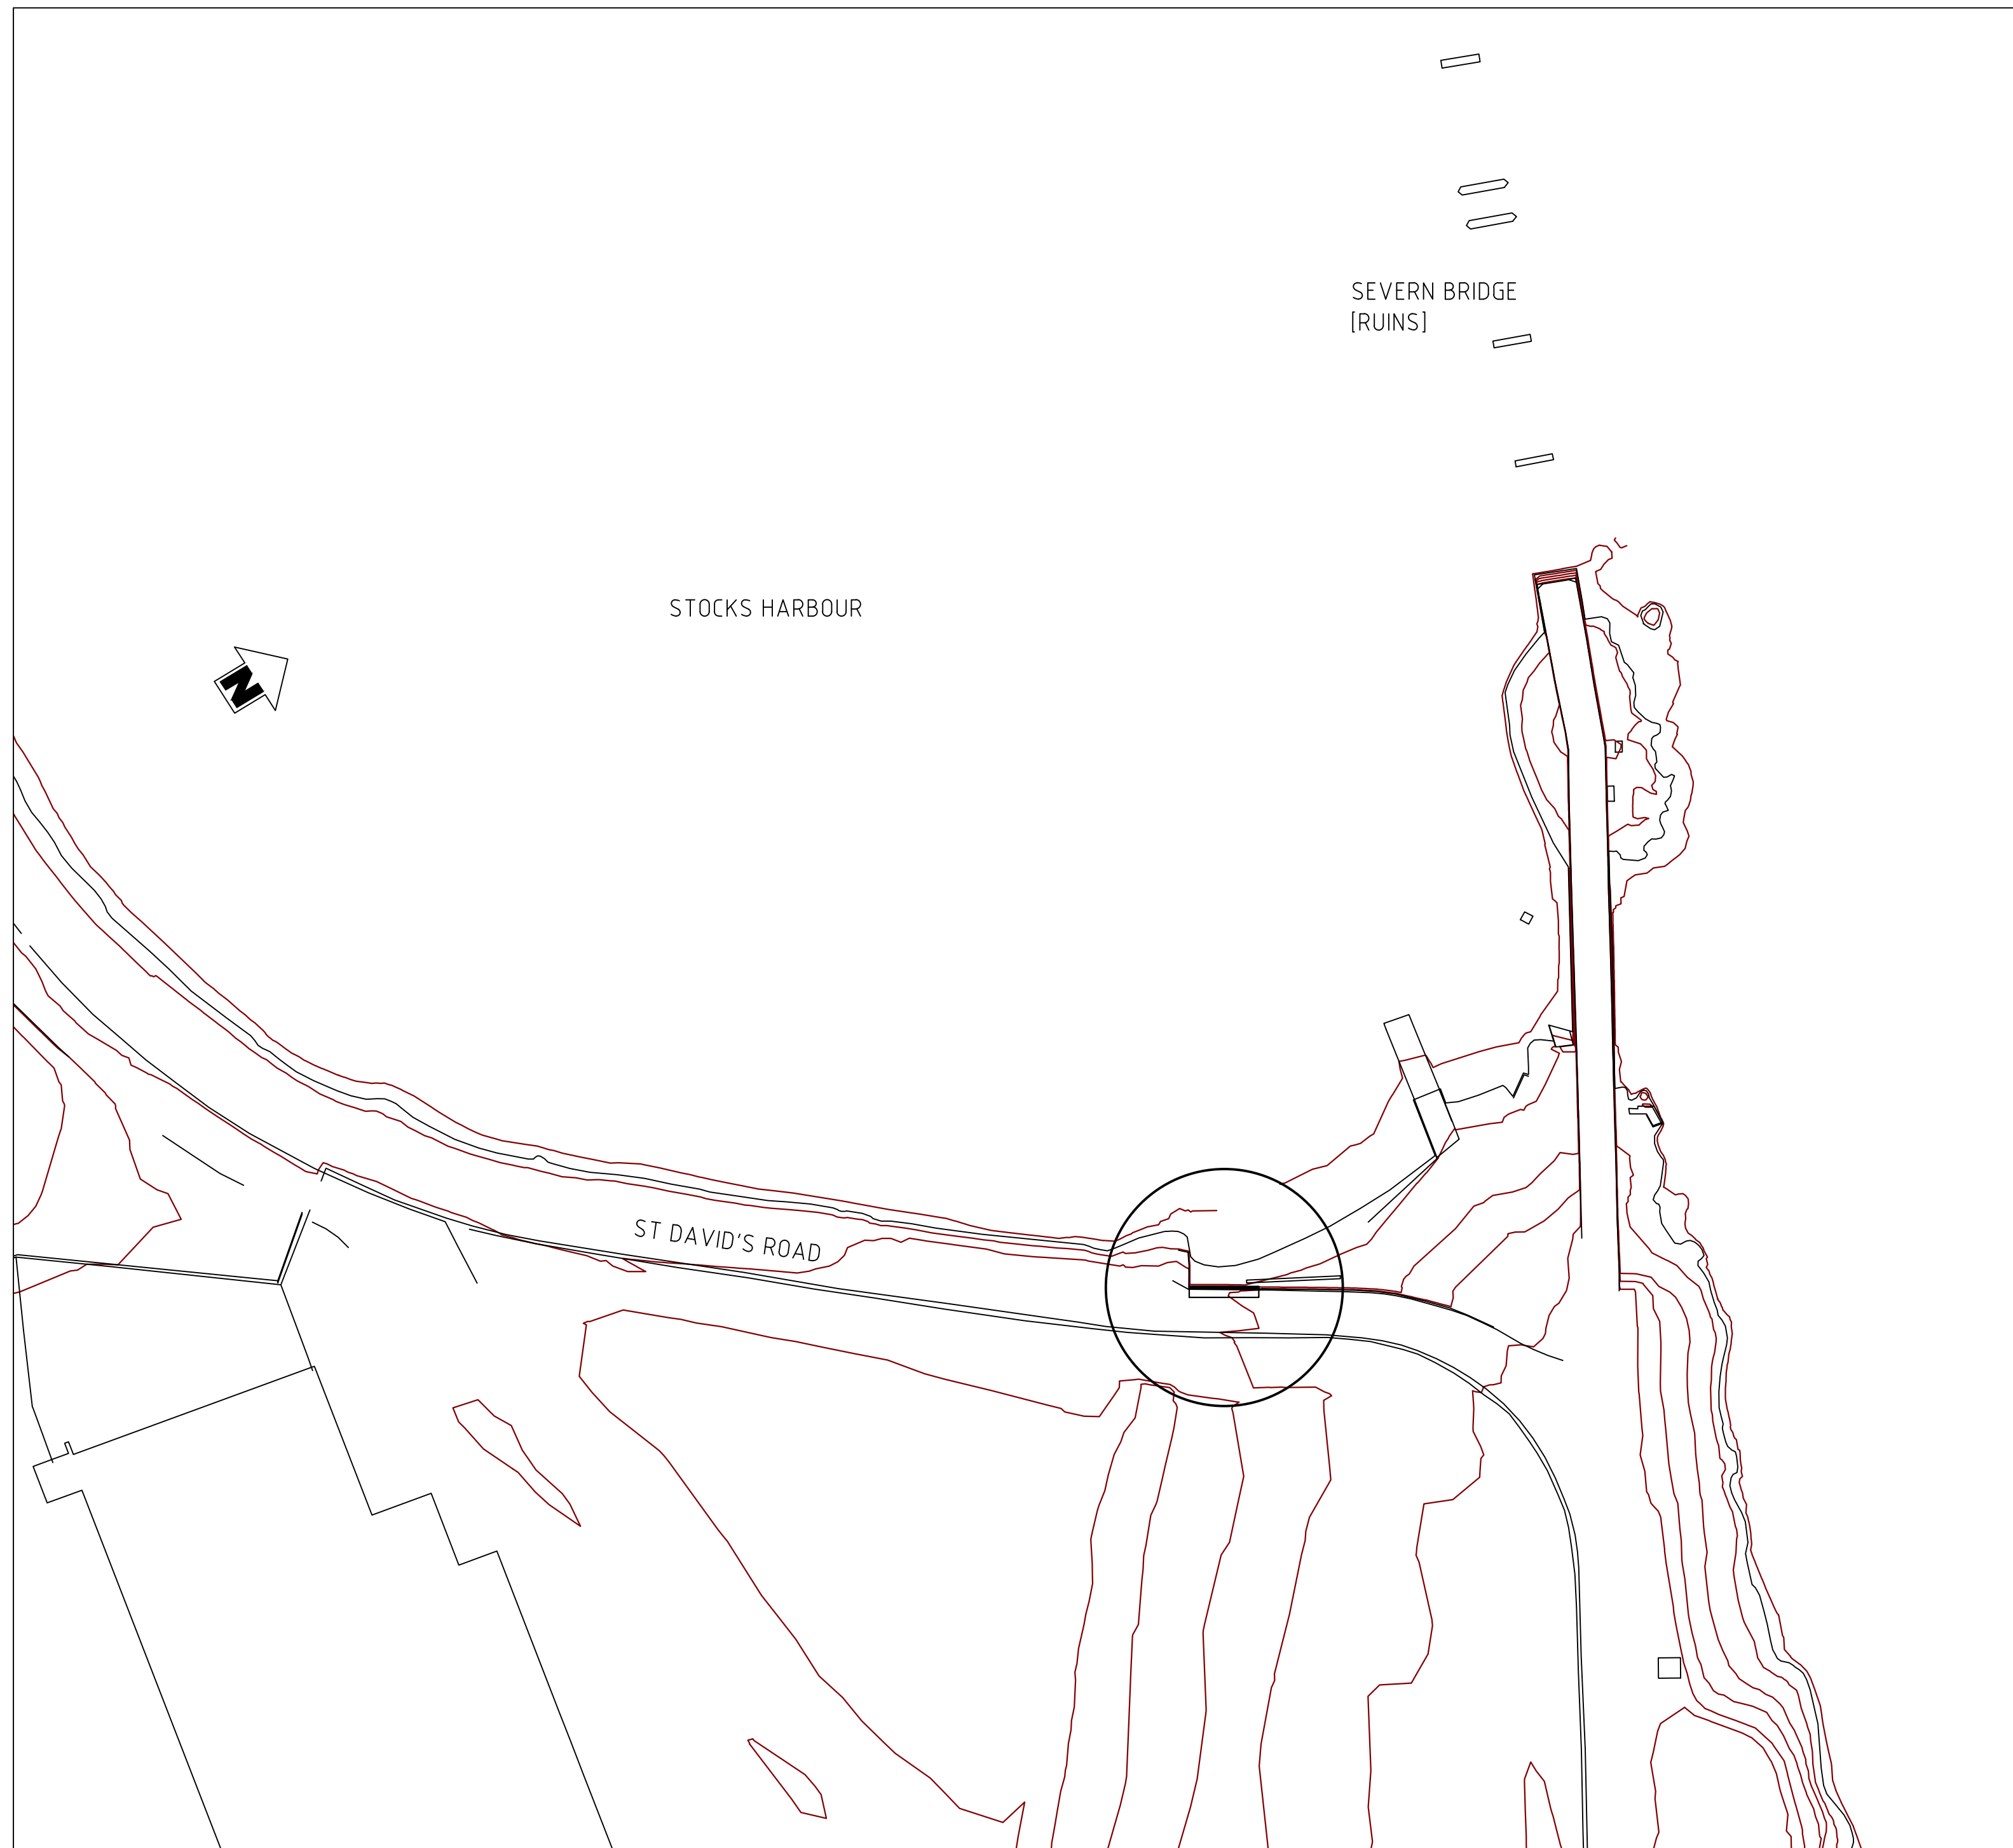 SEVERN BRIDGE
[RUINS]
STOCKS HARBOUR
N
ST DAVID'S ROAD